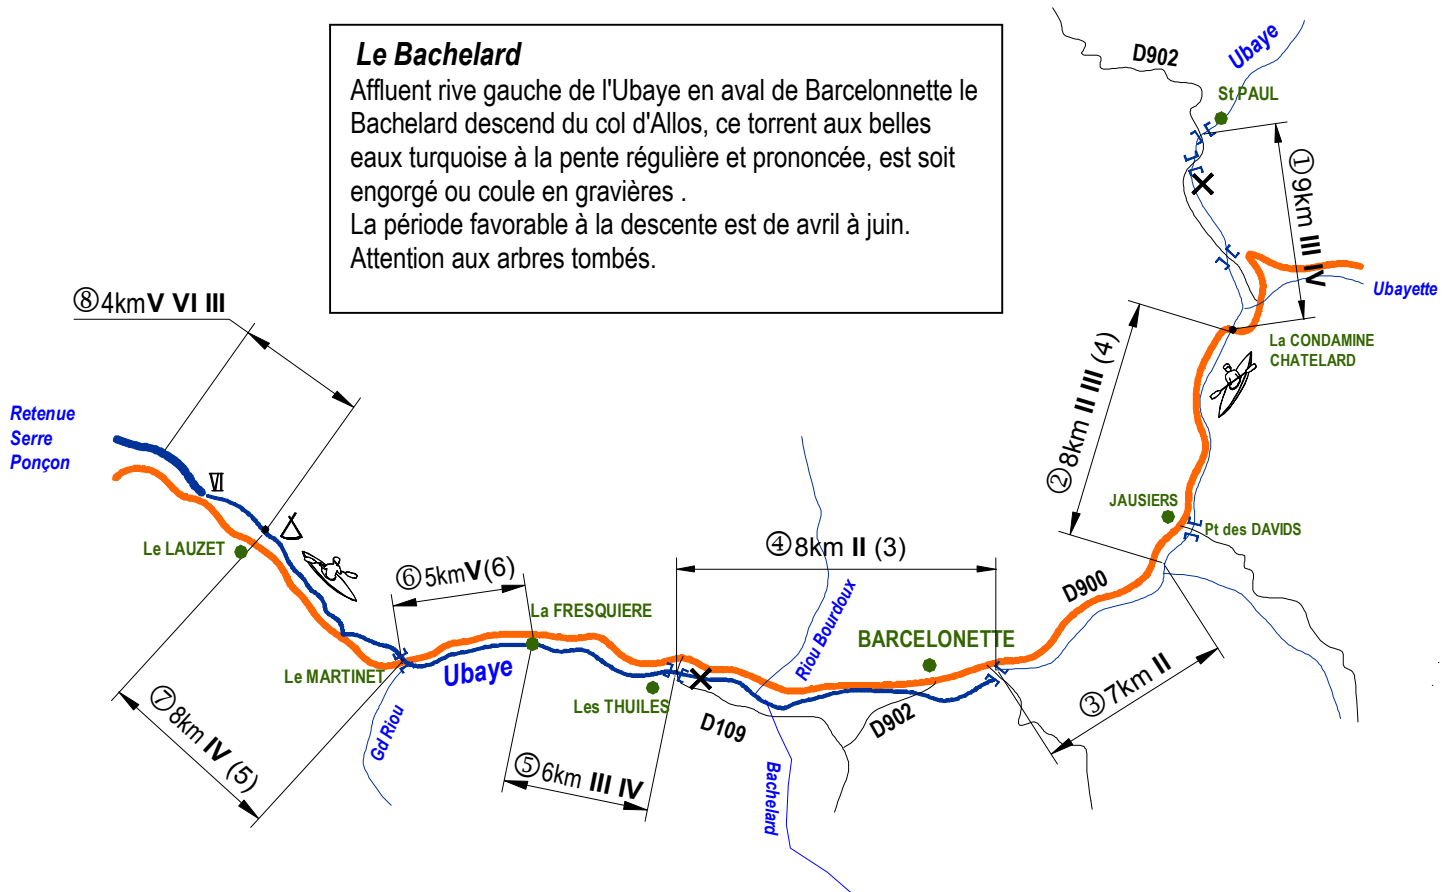 Le Bachelard
Affluent rive gauche de l'Ubaye en aval de Barcelonnette le
Bachelard descend du col d'Allos, ce torrent aux belles
eaux turquoise à la pente régulière et prononcée, est soit
engorgé ou coule en gravières .
La période favorable à la descente est de avril à juin.
Attention aux arbres tombés.
D902
Ubaye
St PAUL
①9km III IV
Ubayette
La CONDAMINE
CHATELARD
②8km II III (4)
⑧4kmV VI III
Retenue
Serre
Ponçon
VI
JAUSIERS
Pt des DAVIDS
Le LAUZET
④8km II (3)
⑥5kmV(6)
D900
La FRESQUIERE
Riou Bourdoux
BARCELONETTE
Le MARTINET
Ubaye
Les THUILES
③7km II
D109
D902
Gd Riou
⑦8km IV (5)
⑤6km III IV
Bachelard